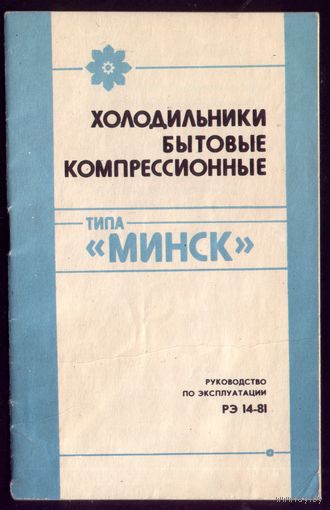 ХОЛОДИЛЬНИКИ
БЫТОВЫЕ
КОМПРЕССИОННЫЕ
ТИПА
«МИНСК»
РУКОВОДСТВО
ПО ЭКСПЛУАТАЦИИ
РЭ 14-81